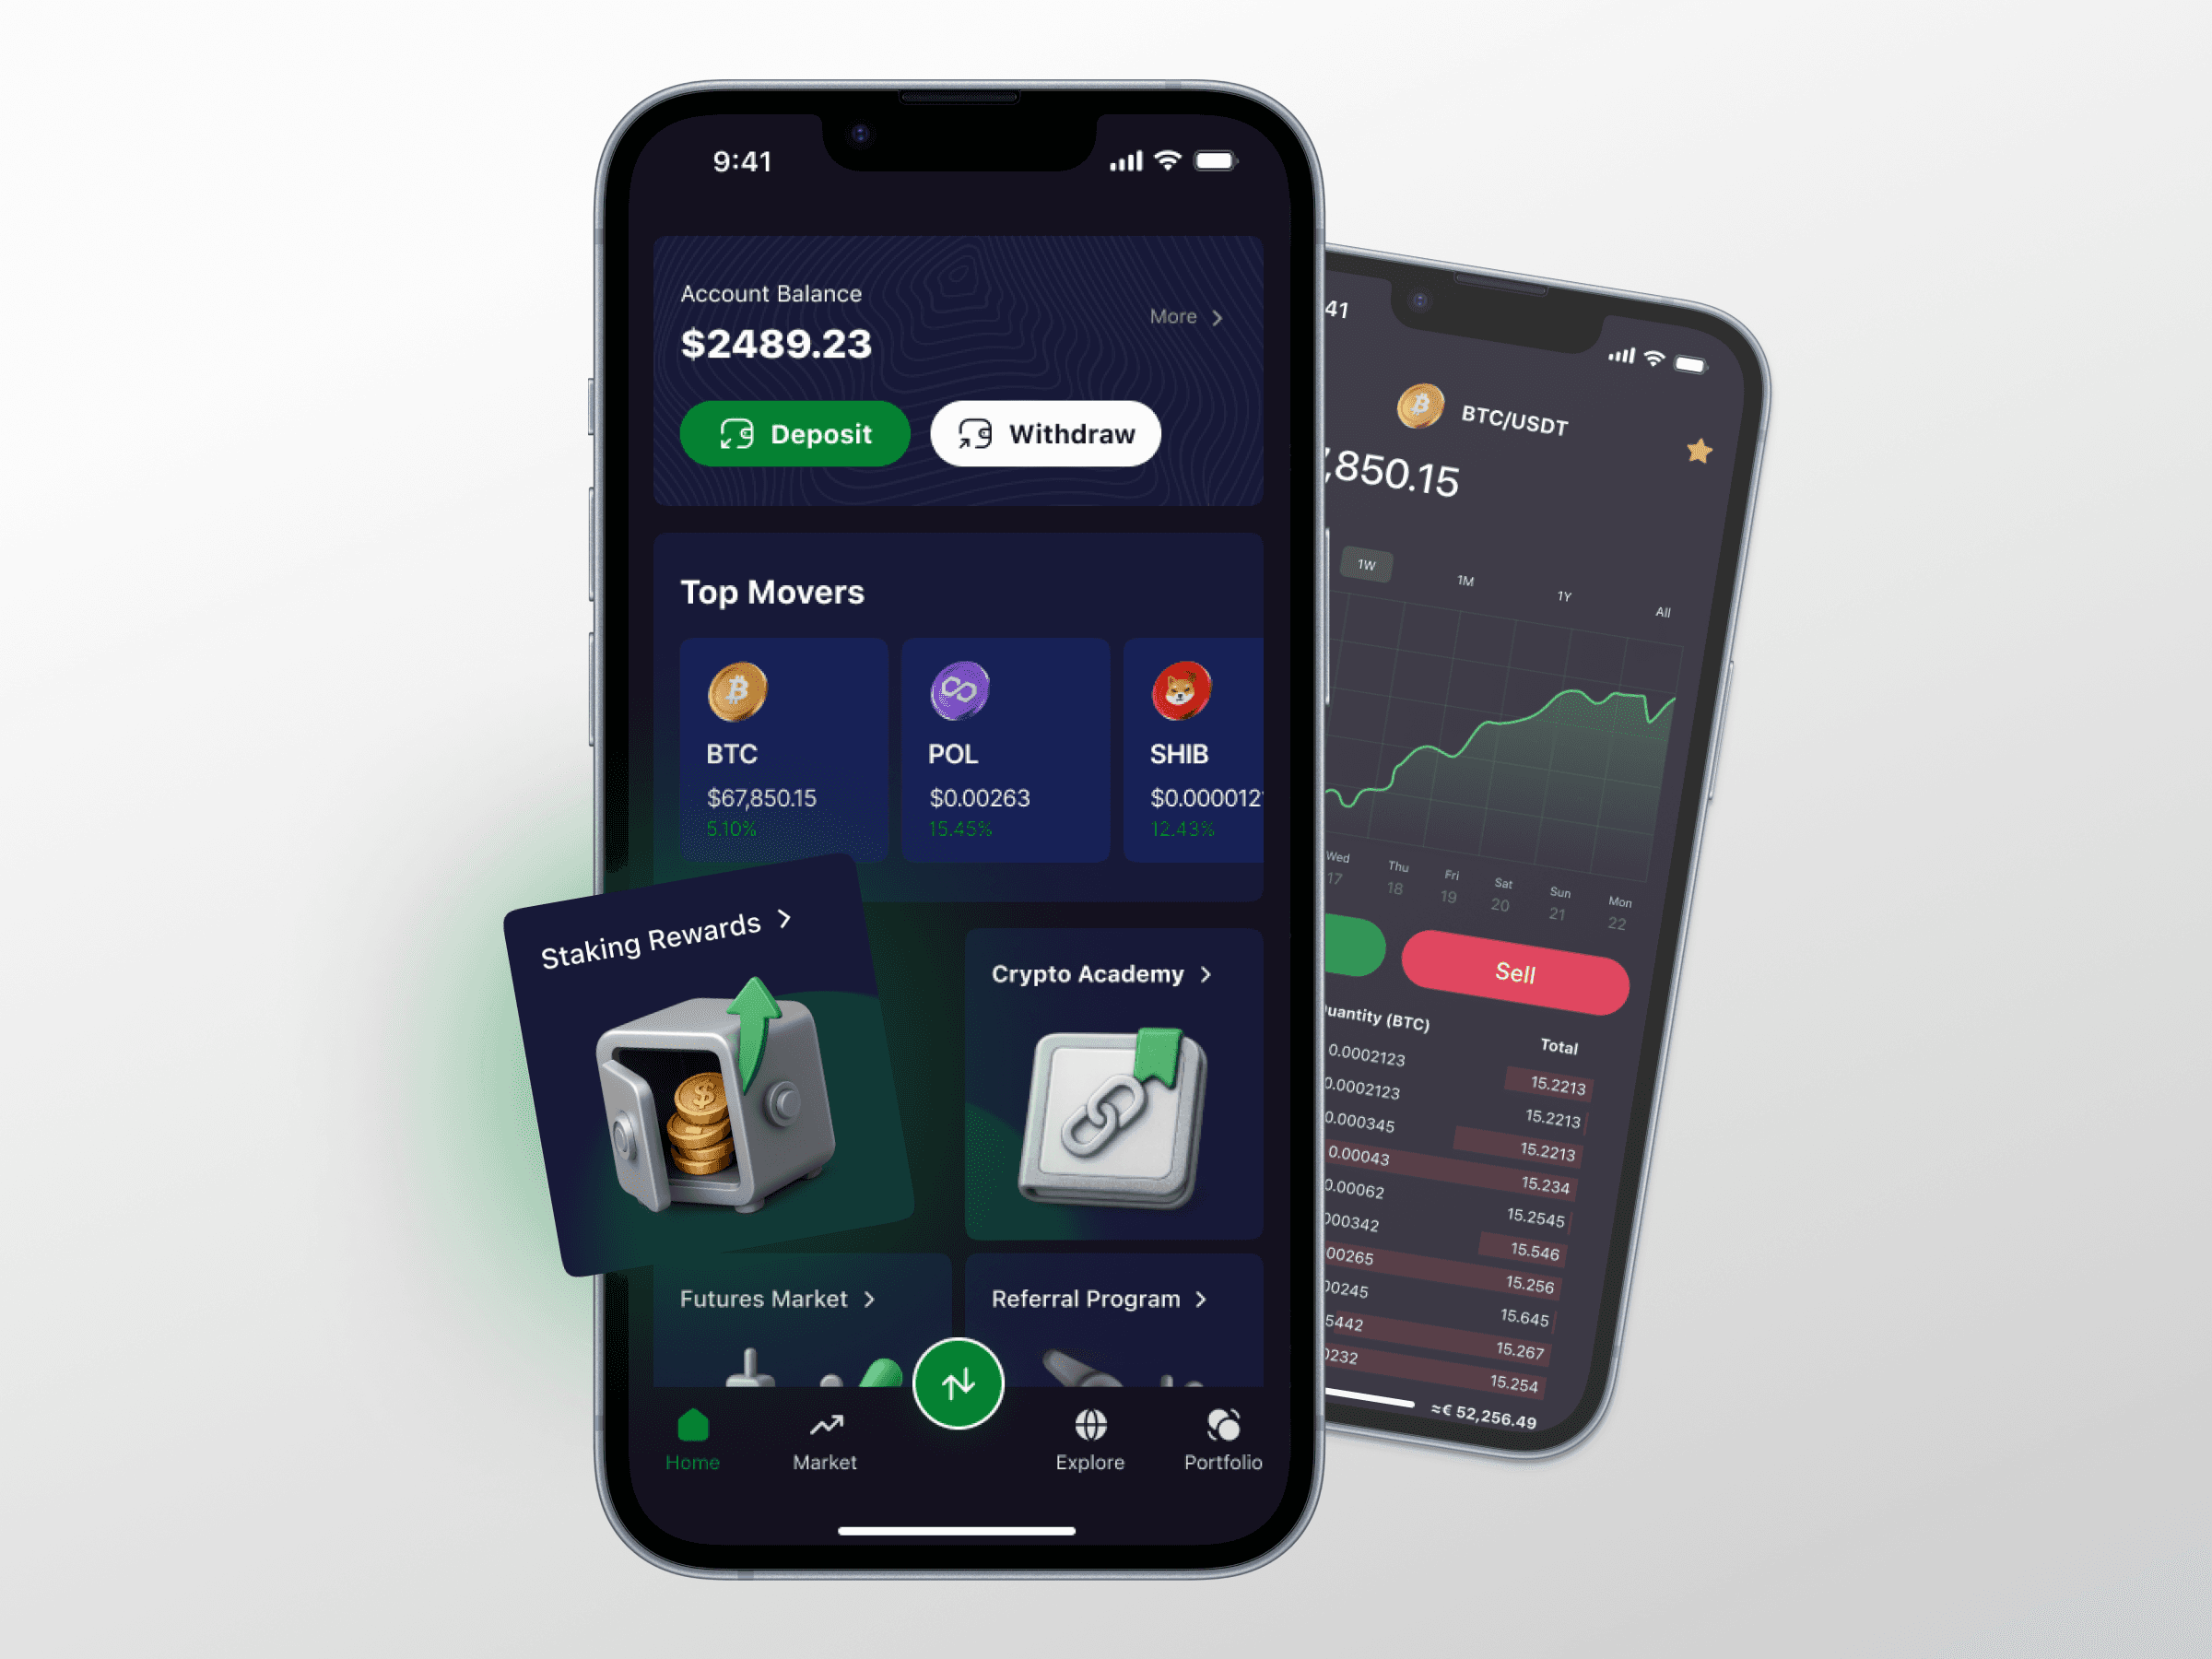 9:41
Account Balance
$2489.23
More
Deposit
Withdraw
Top Movers
BTC
$67,850.15
5.10%
POL
$0.00263
15.45%
SHIB
$0.000012
12.43%
Staking Rewards
Crypto Academy
Futures Market
Referral Program
Home
Market
Explore
Portfolio
41
BTC/USDT
,850.15
1W
1M
1Y
All
Wed
17
Thu
18
Fri
19
Sat
20
Sun
21
Mon
22
Sell
uantity (BTC)
Total
0.0002123
15.2213
0.0002123
15.2213
0.000345
15.2213
0.00043
15.234
0.00062
15.2545
000342
15.546
00265
15.256
00245
15.645
5442
15.267
0232
15.254
≈€ 52,256.49